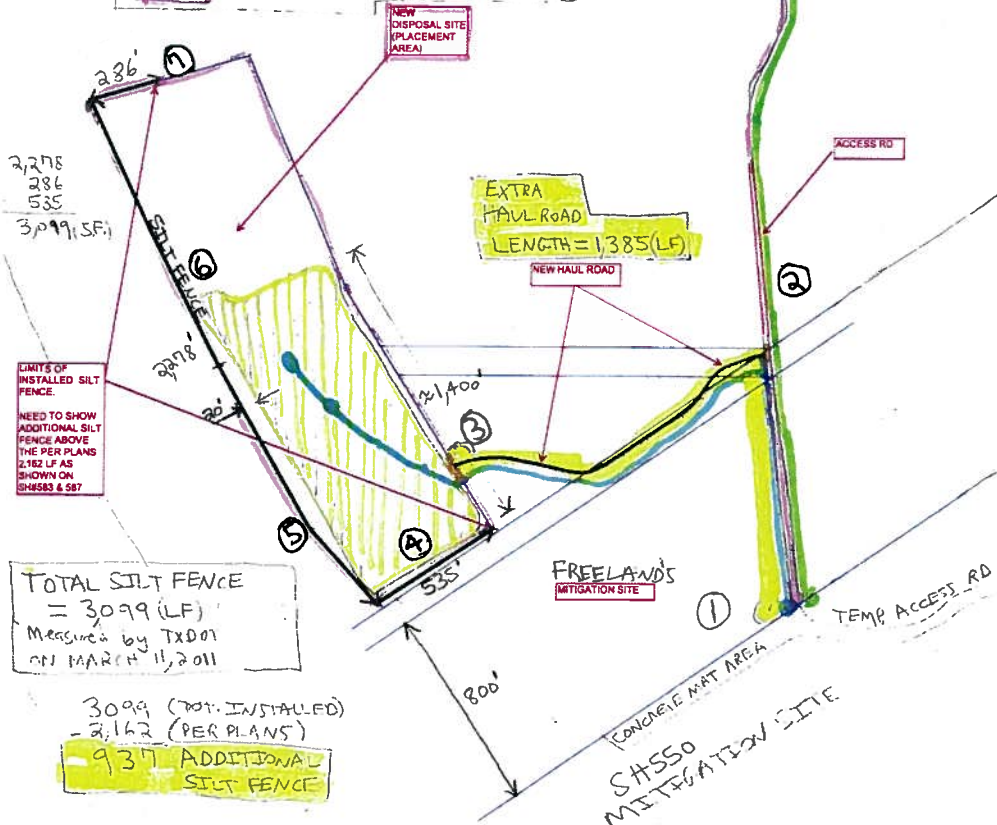 NEW
DISPOSAL SITE
(PLACEMENT
AREA)
286'
7
ACCESS RD
2,278
286
535
3,099 (S.F.)
EXTRA
HAUL ROAD
LENGTH = 1,385 (LF)
NEW HAUL ROAD
SILT FENCE
6
2
2,278'
20'
≈1,400'
3
LIMITS OF
INSTALLED SILT
FENCE.
NEED TO SHOW
ADDITIONAL SILT
FENCE ABOVE
THE PER PLANS
2,162 LF AS
SHOWN ON
SH#583 & 587
5
4
535'
FREELAND'S
MITIGATION SITE
1
TEMP ACCESS RD
TOTAL SILT FENCE
= 3,099 (LF)
Measured by TXDOT
ON MARCH 11, 2011
800'
CONCRETE MAT AREA
SH550
MITIGATION SITE
3099 (TOT. INSTALLED)
- 2,162 (PER PLANS)
937 ADDITIONAL
SILT FENCE